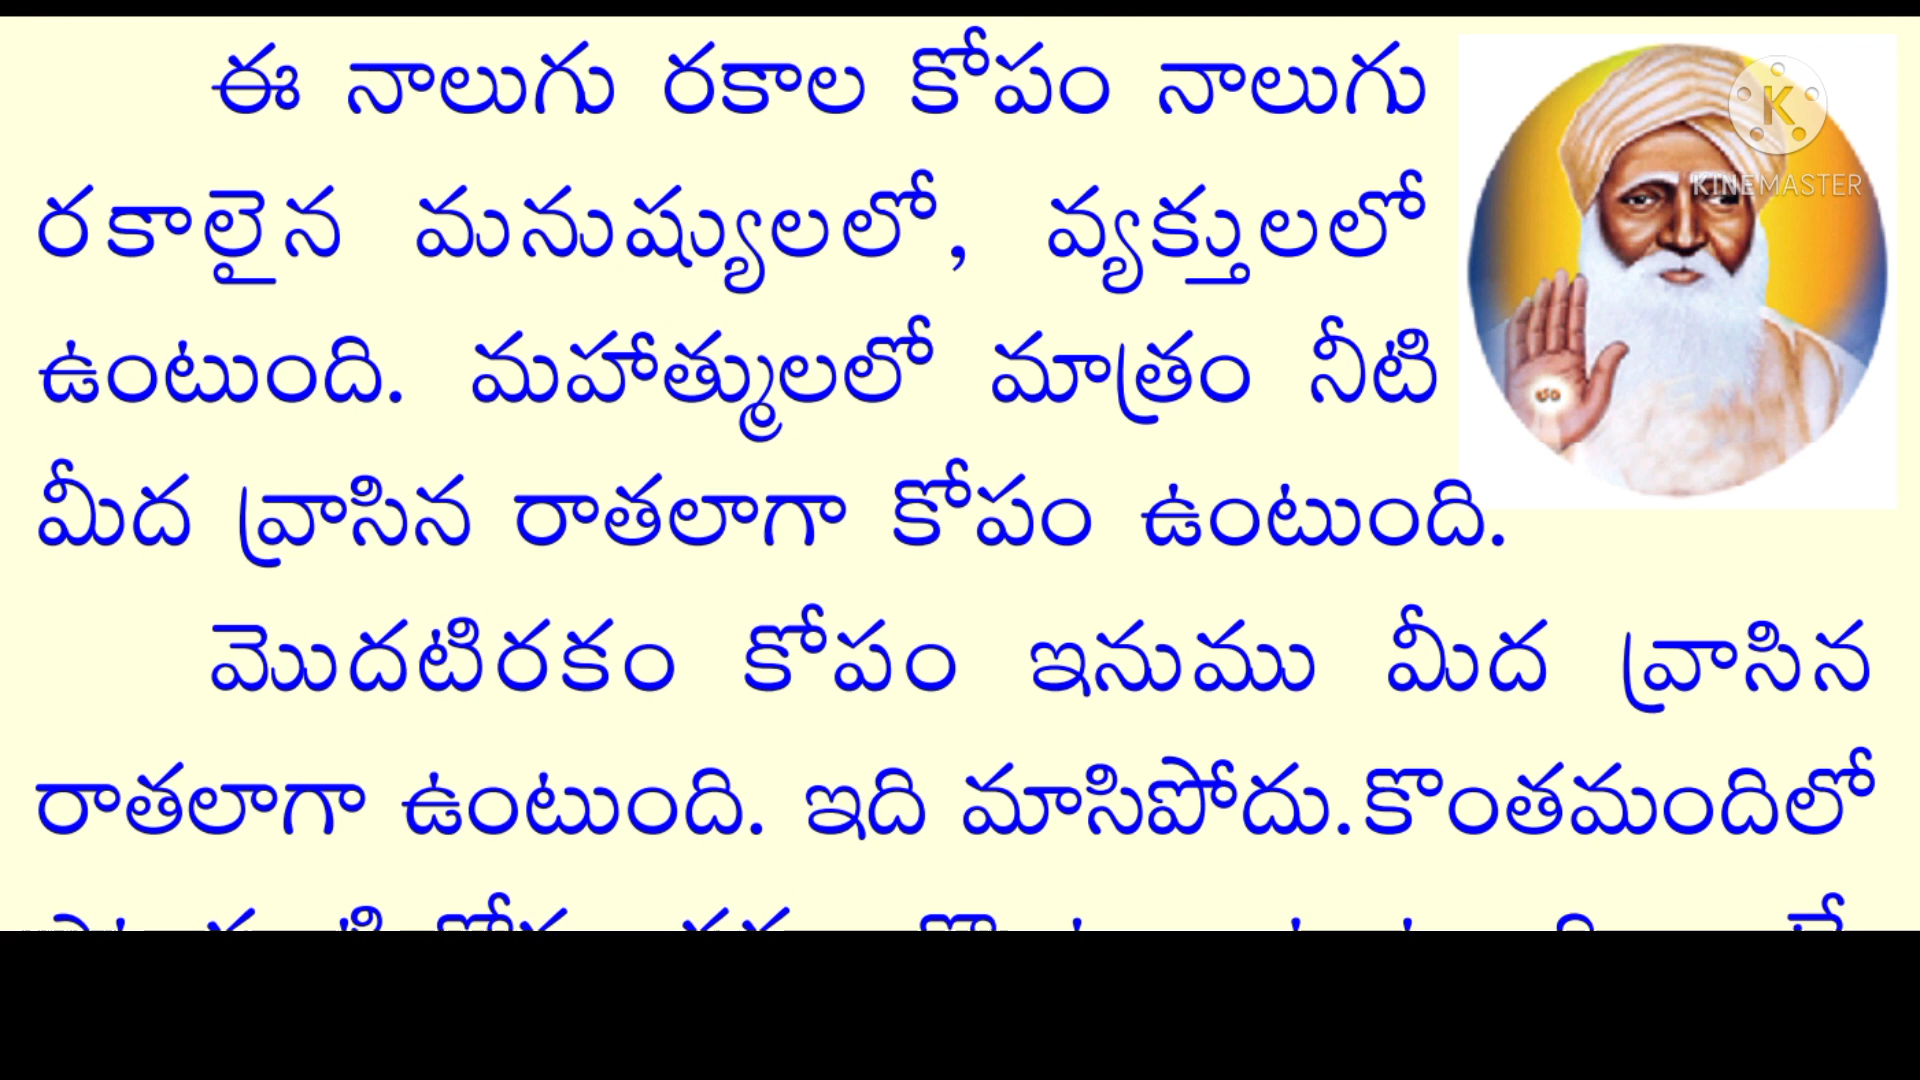 ఈ నాలుగు రకాల కోపం నాలుగు
రకాలైన మనుష్యులలో, వ్యక్తులలో
ఉంటుంది. మహాత్ములలో మాత్రం నీటి
మీద వ్రాసిన రాతలాగా కోపం ఉంటుంది.
మొదటిరకం కోపం ఇనుము మీద వ్రాసిన
రాతలాగా ఉంటుంది. ఇది మాసిపోదు.కొంతమందిలో
K
KINEMASTER